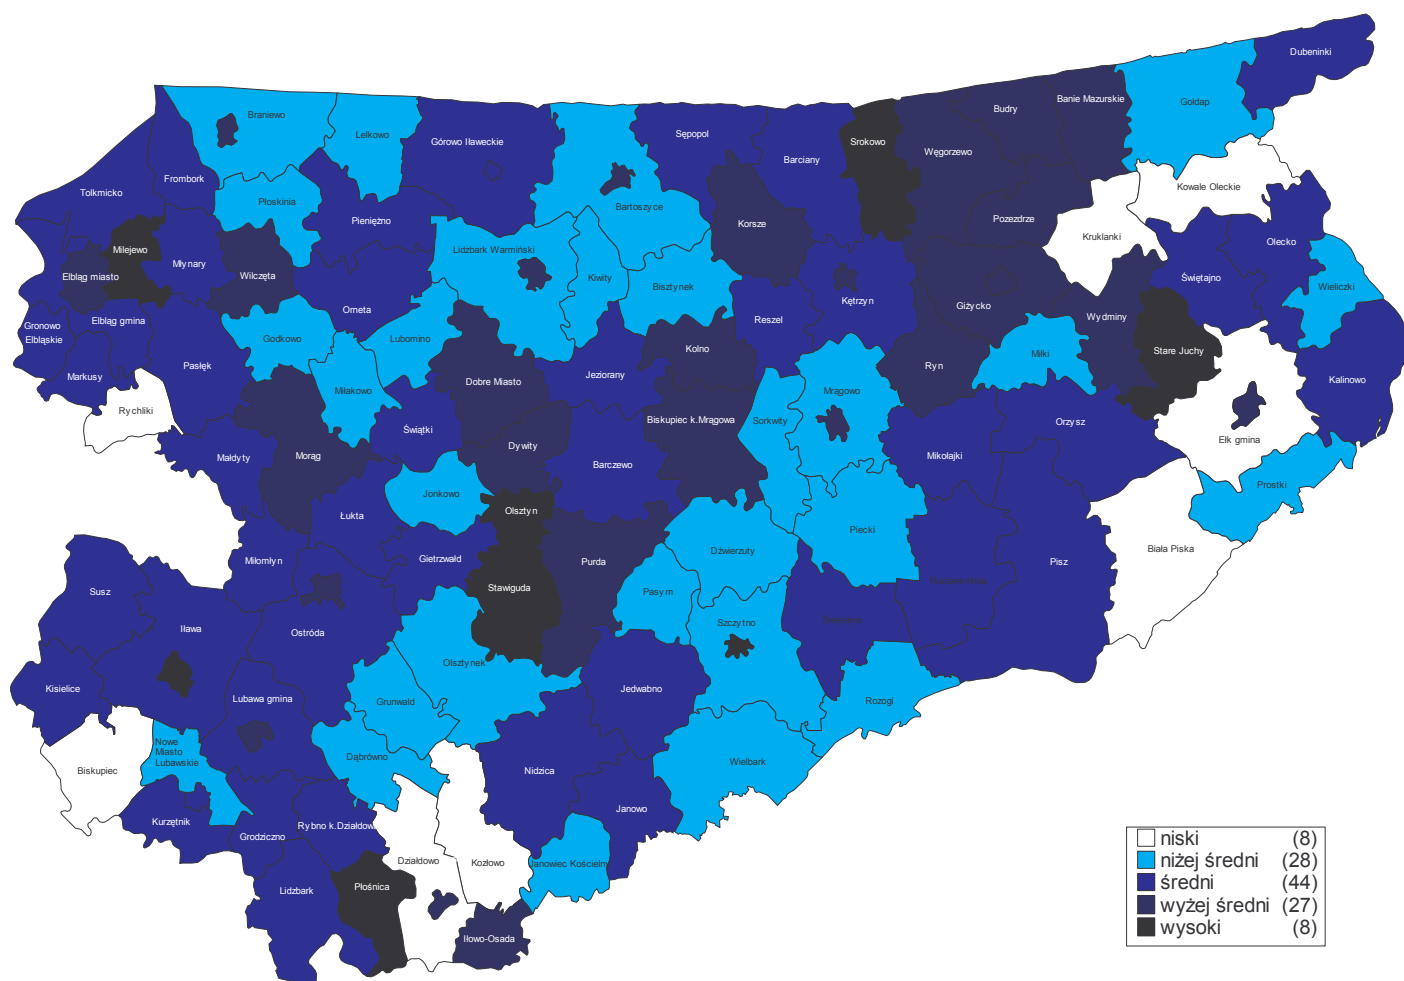 Dubeninki
Banie Mazurskie
Gołdap
Budry
Braniewo
Lelkowo
Sępopol
Górowo Iławeckie
Srokowo
Węgorzewo
Barciany
Frombork
Kowale Oleckie
Tolkmicko
Płoskinia
Bartoszyce
Pieniężno
Pozezdrze
Korsze
Kruklanki
Olecko
Milejewo
Lidzbark Warmiński
Młynary
Elbląg miasto
Wilczęta
Kiwity
Świętajno
Bisztynek
Wieliczki
Kętrzyn
Giżycko
Orneta
Elbląg gmina
Reszel
Wydminy
Gronowo
Elbląskie
Godkowo
Lubomino
Kolno
Stare Juchy
Miłki
Pasłęk
Ryn
Markusy
Jeziorany
Dobre Miasto
Kalinowo
Miłakowo
Mrągowo
Rychliki
Biskupiec k.Mrągowa
Sorkwity
Orzysz
Świątki
Ełk gmina
Dywity
Małdyty
Morąg
Mikołajki
Barczewo
Jonkowo
Prostki
Olsztyn
Łukta
Piecki
Biała Piska
Dźwierzuty
Gietrzwałd
Miłomłyn
Purda
Pisz
Stawiguda
Susz
Pasym
Szczytno
Iława
Ostróda
Olsztynek
Jedwabno
Kisielice
Lubawa gmina
Grunwald
Rozogi
Nowe
Miasto
Lubawskie
Dąbrówno
Wielbark
Biskupiec
Nidzica
Janowo
Kurzętnik
Rybno k.Działdow
Grodziczno
Działdowo
Kozłowo
Janowiec Kościelny
Lidzbark
Płośnica
Iłowo-Osada
niski (8)
niżej średni (28)
średni (44)
wyżej średni (27)
wysoki (8)